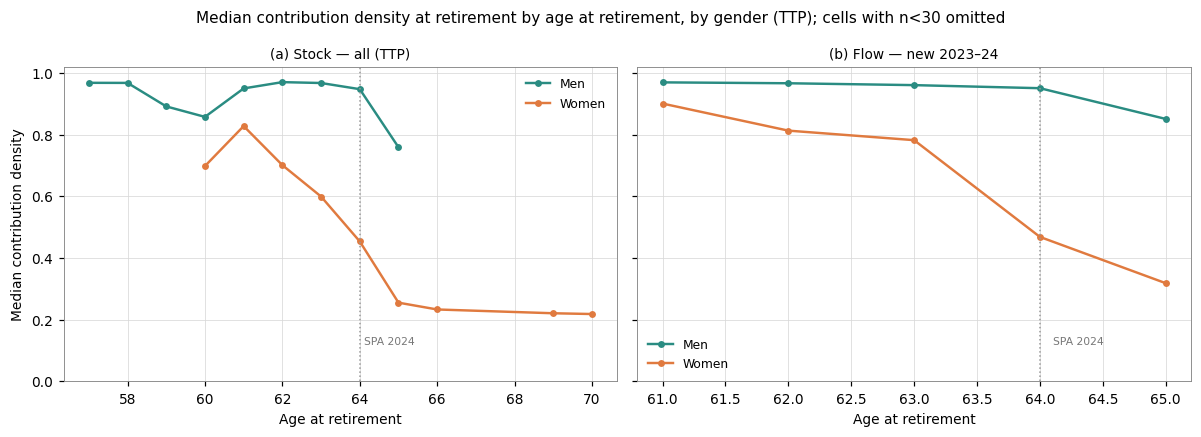 Median contribution density at retirement by age at retirement, by gender (TTP); cells with n<30 omitted
(a) Stock — all (TTP)
Median contribution density
1.0
0.8
0.6
0.4
0.2
0.0
Men
Women
SPA 2024
58 60 62 64 66 68 70
Age at retirement
(b) Flow — new 2023–24
Men
Women
SPA 2024
61.0 61.5 62.0 62.5 63.0 63.5 64.0 64.5 65.0
Age at retirement